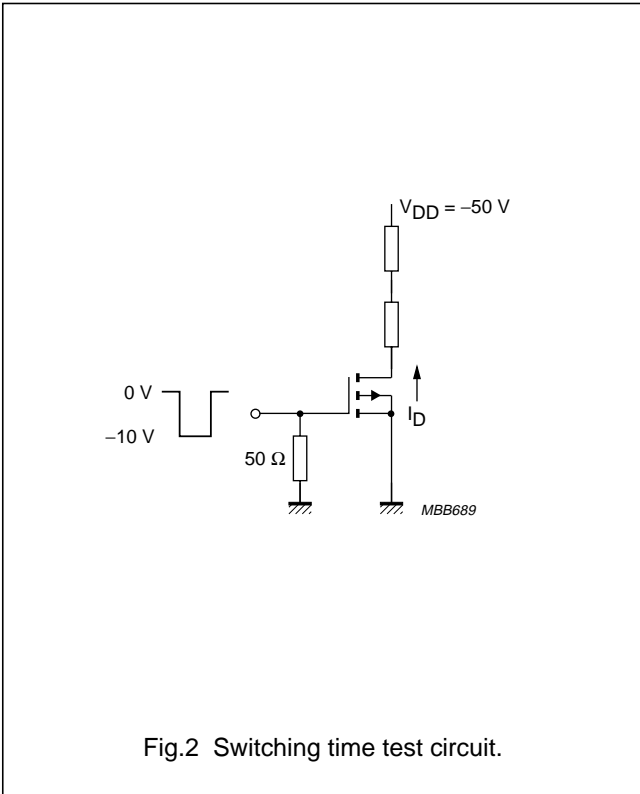 V_DD = –50 V
0 V
–10 V
I_D
50 Ω
MBB689
Fig.2 Switching time test circuit.